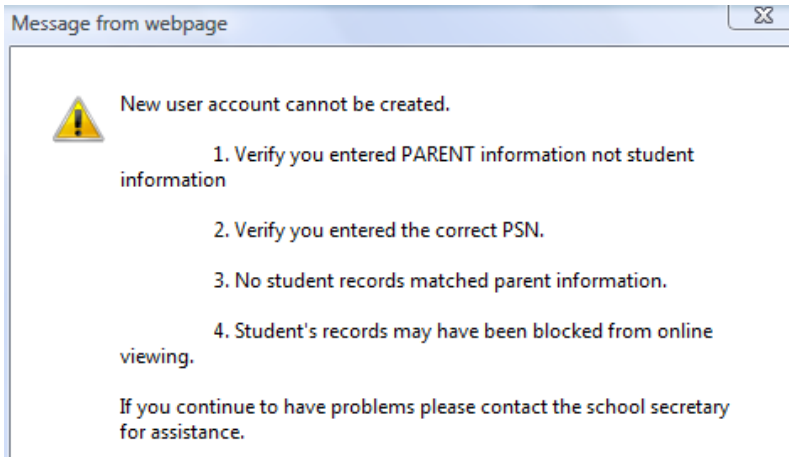 Message from webpage
New user account cannot be created.
1. Verify you entered PARENT information not student
information
2. Verify you entered the correct PSN.
3. No student records matched parent information.
4. Student's records may have been blocked from online
viewing.
If you continue to have problems please contact the school secretary
for assistance.